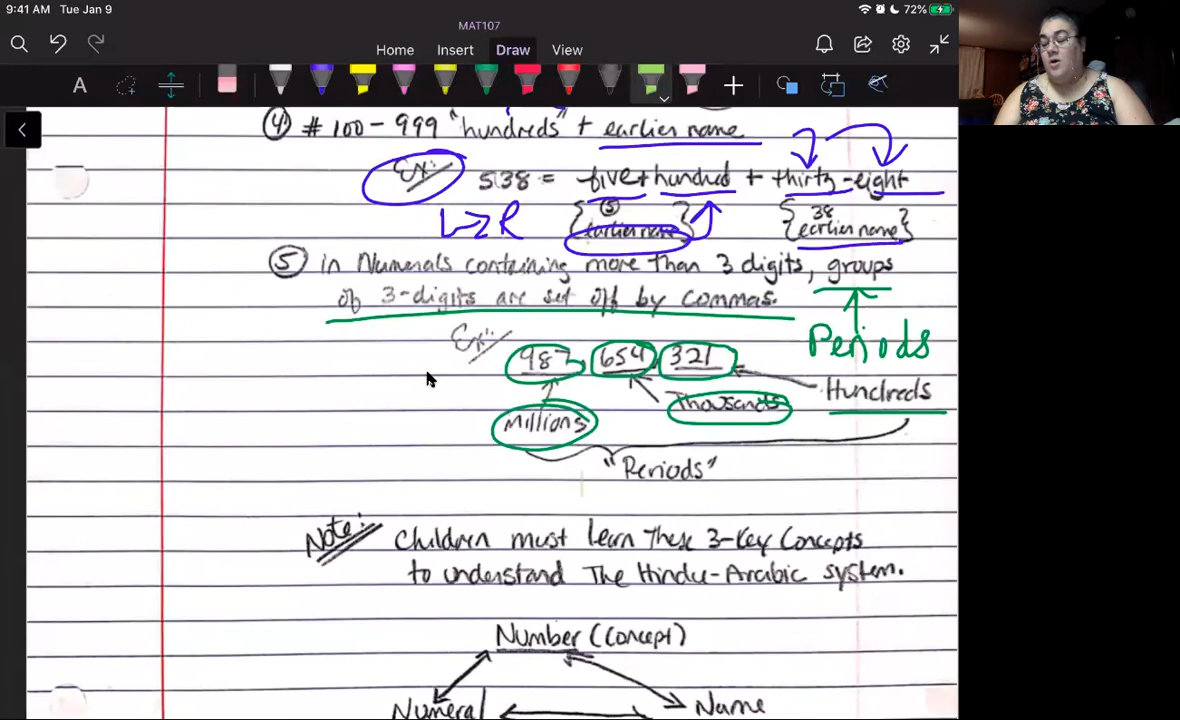 9:41 AM Tue Jan 9
72%
MAT107
Home Insert Draw View
④ # 100-999 "hundreds" + earlier name
Ex: 538 = five + hundred + thirty-eight
L→R {⑤ earlier name} {38 earlier name}
⑤ in Numerals containing more than 3 digits, groups
of 3-digits are set off by commas.
Periods
Ex: 987, 654, 321
Hundreds
Thousands
Millions
"Periods"
Note: Children must learn These 3-Key Concepts
to understand The Hindu-Arabic system.
Number (Concept)
Numeral Name